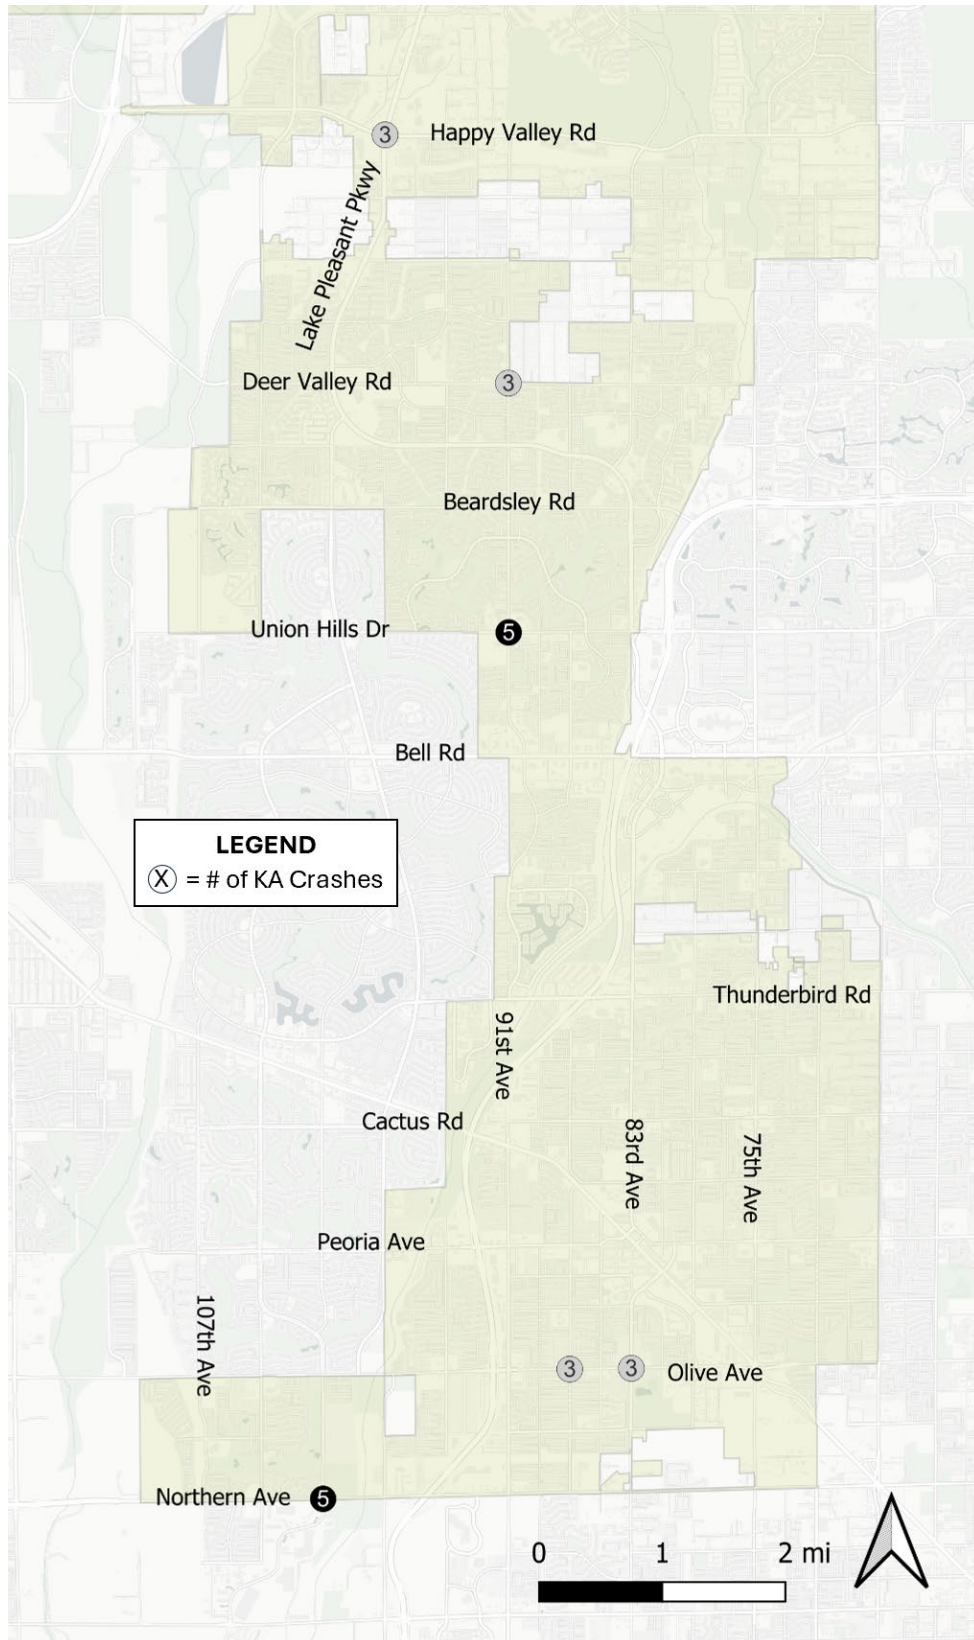 3
Happy Valley Rd
Lake Pleasant Pkwy
Deer Valley Rd
3
Beardsley Rd
Union Hills Dr
5
Bell Rd
LEGEND
X = # of KA Crashes
Thunderbird Rd
91st Ave
Cactus Rd
83rd Ave
75th Ave
Peoria Ave
107th Ave
3
3
Olive Ave
Northern Ave
5
0 1 2 mi